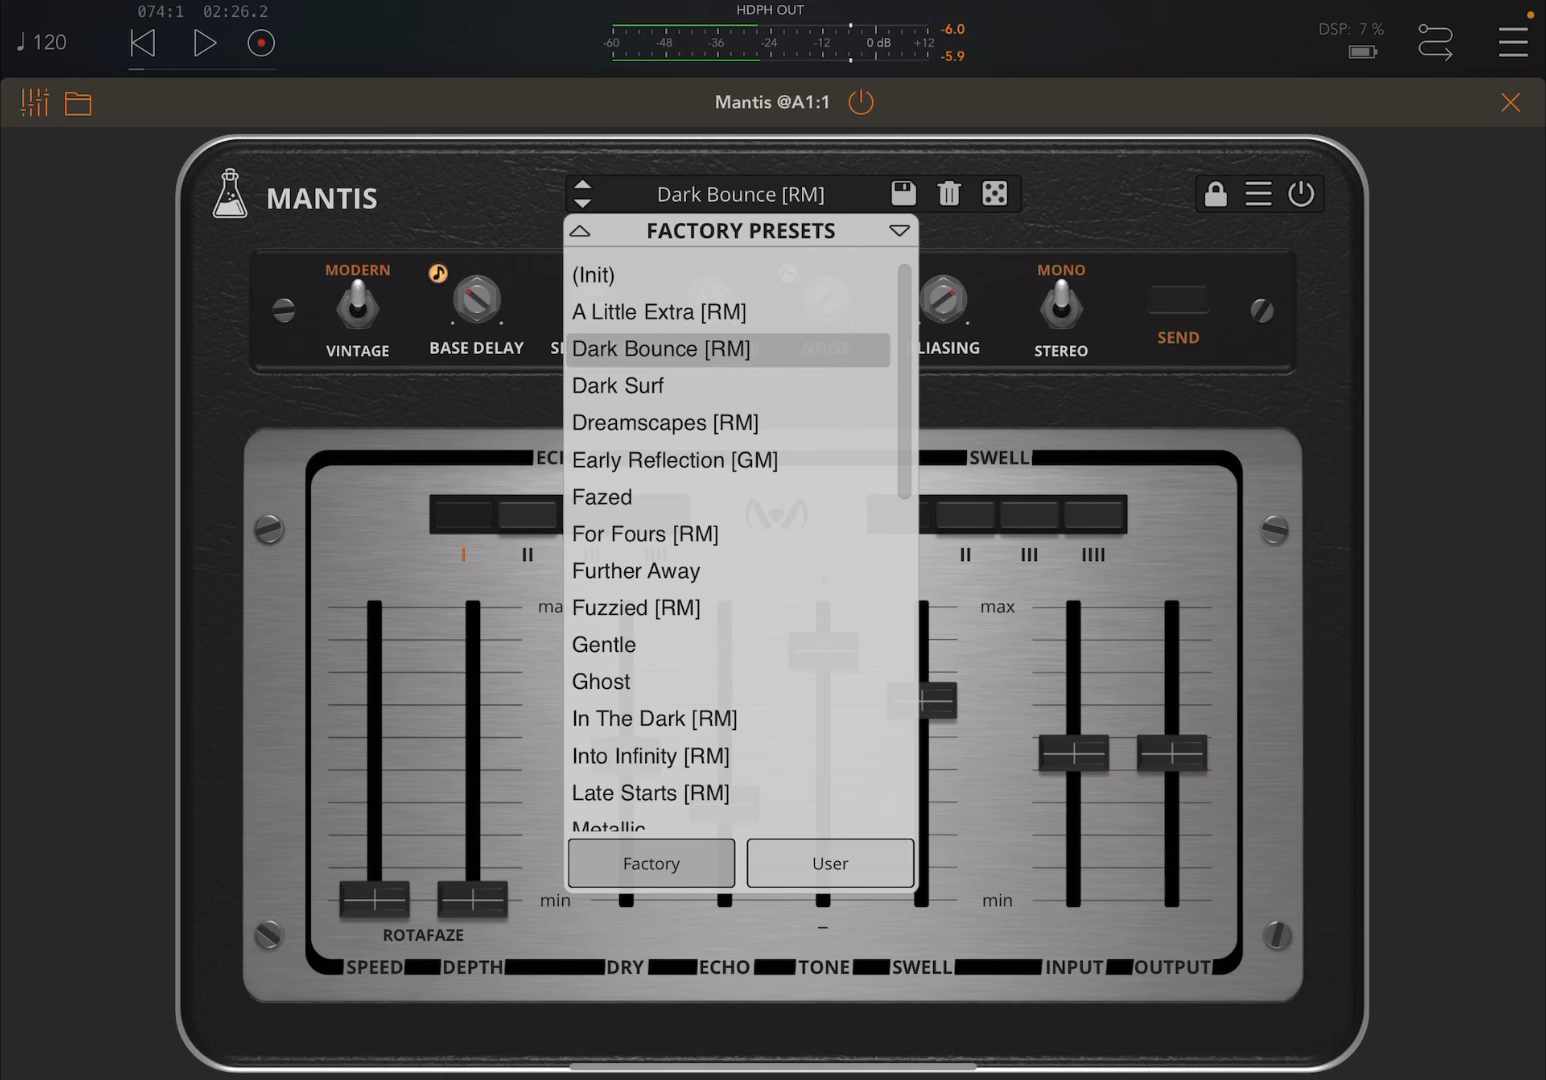 074:1 02:26.2
HDPH OUT
♩ 120
-60 -48 -36 -24 -12 0 dB +12
-6.0
-5.9
DSP: 7 %
Mantis @A1:1
MANTIS
Dark Bounce [RM]
FACTORY PRESETS
MODERN
VINTAGE
BASE DELAY
NOISE
MONO
STEREO
SEND
(Init)
A Little Extra [RM]
Dark Bounce [RM]
Dark Surf
Dreamscapes [RM]
Early Reflection [GM]
Fazed
For Fours [RM]
Further Away
Fuzzied [RM]
Gentle
Ghost
In The Dark [RM]
Into Infinity [RM]
Late Starts [RM]
Metallic
Factory User
SWELL
I II III IIII
II III IIII
max
min
min
ROTAFAZE
SPEED DEPTH DRY ECHO TONE SWELL INPUT OUTPUT